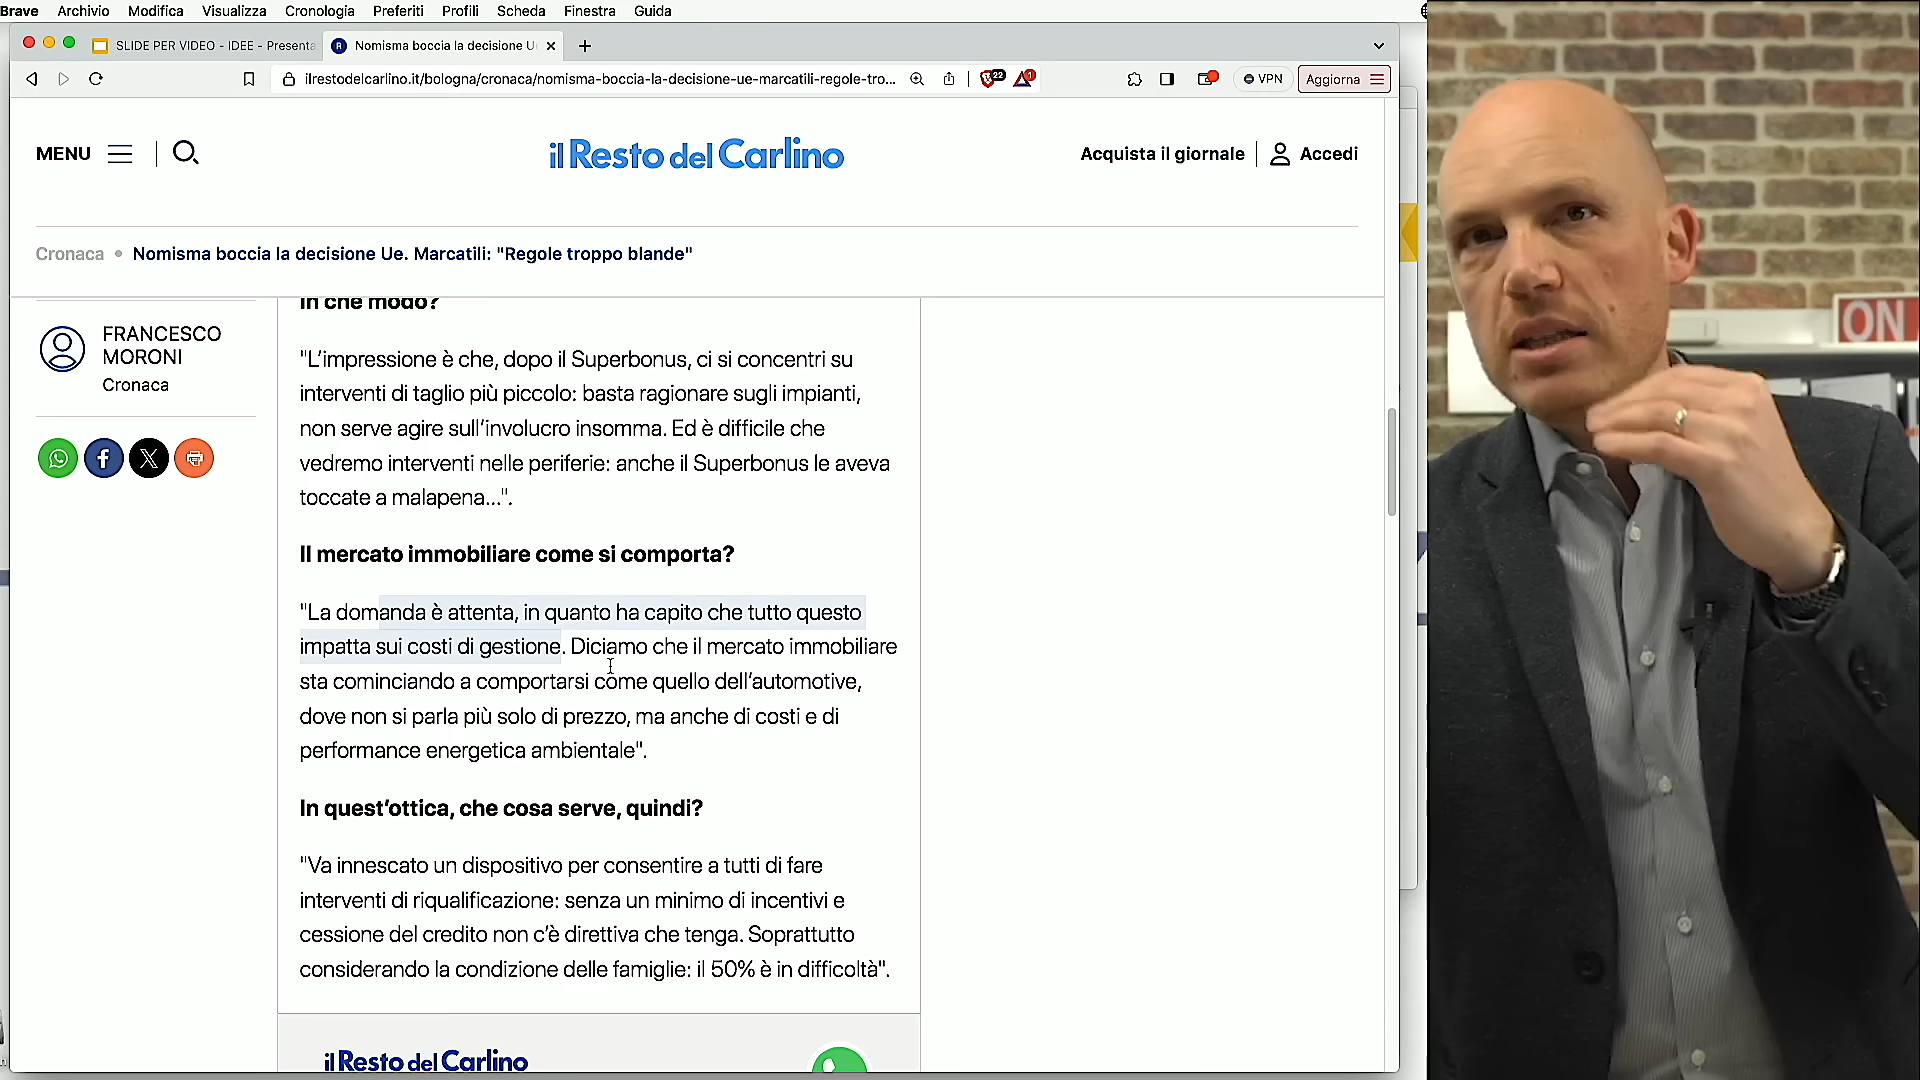 Brave Archivio Modifica Visualizza Cronologia Preferiti Profili Scheda Finestra Guida
SLIDE PER VIDEO - IDEE - Presenta
Nomisma boccia la decisione U
ilrestodelcarlino.it/bologna/cronaca/nomisma-boccia-la-decisione-ue-marcatili-regole-tro...
22
1
VPN
Aggiorna
MENU
il Resto del Carlino
Acquista il giornale
Accedi
Cronaca • Nomisma boccia la decisione Ue. Marcatili: "Regole troppo blande"
FRANCESCO
MORONI
Cronaca
In che modo?
"L'impressione è che, dopo il Superbonus, ci si concentri su
interventi di taglio più piccolo: basta ragionare sugli impianti,
non serve agire sull'involucro insomma. Ed è difficile che
vedremo interventi nelle periferie: anche il Superbonus le aveva
toccate a malapena...".
Il mercato immobiliare come si comporta?
"La domanda è attenta, in quanto ha capito che tutto questo
impatta sui costi di gestione. Diciamo che il mercato immobiliare
sta cominciando a comportarsi come quello dell'automotive,
dove non si parla più solo di prezzo, ma anche di costi e di
performance energetica ambientale".
In quest'ottica, che cosa serve, quindi?
"Va innescato un dispositivo per consentire a tutti di fare
interventi di riqualificazione: senza un minimo di incentivi e
cessione del credito non c'è direttiva che tenga. Soprattutto
considerando la condizione delle famiglie: il 50% è in difficoltà".
il Resto del Carlino
ON